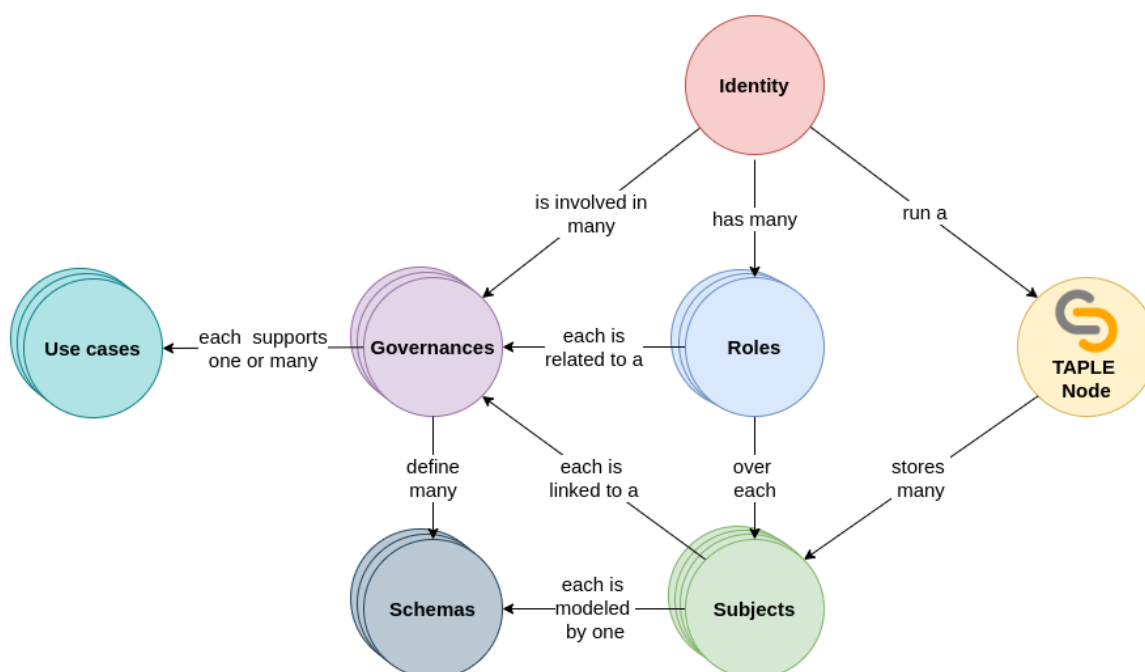 Identity
is involved in
many
has many
run a
Use cases
each  supports
one or many
Governances
each is
related to a
Roles
TAPLE
Node
define
many
each is
linked to a
over
each
stores
many
Schemas
each is
modeled
by one
Subjects